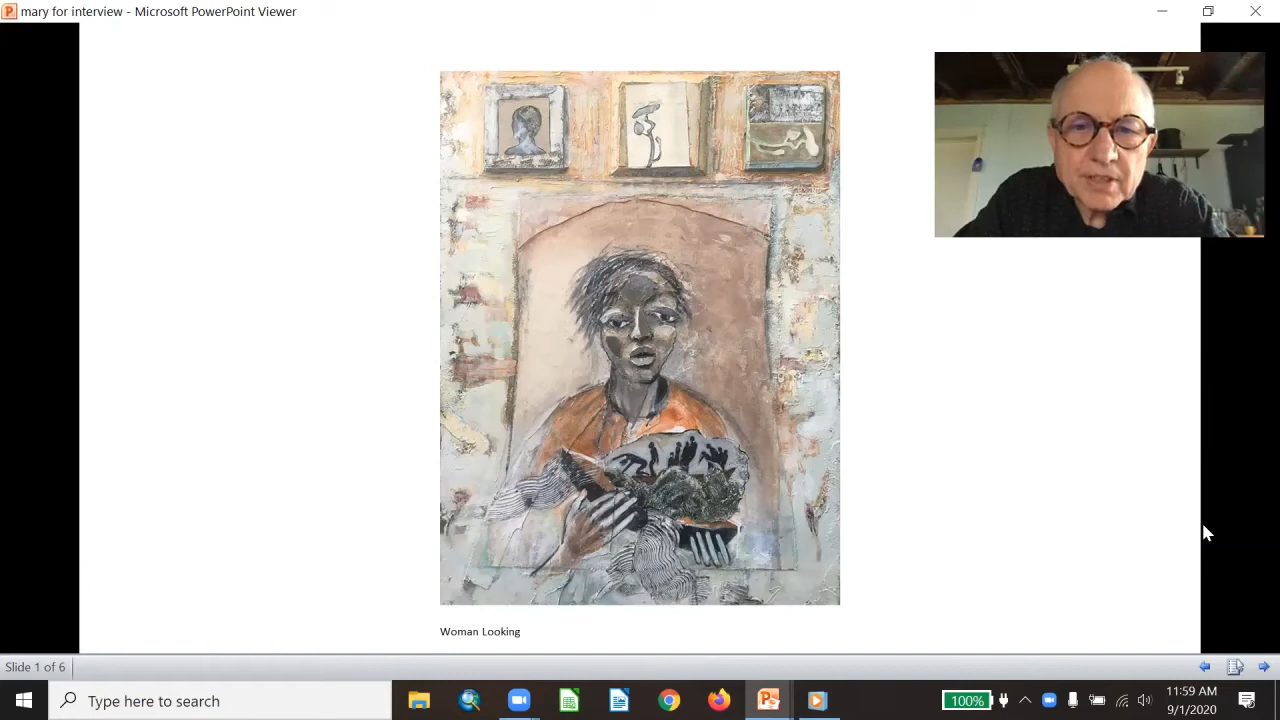 mary for interview - Microsoft PowerPoint Viewer
Woman Looking
Slide 1 of 6
Type here to search
100%
11:59 AM
9/1/2020